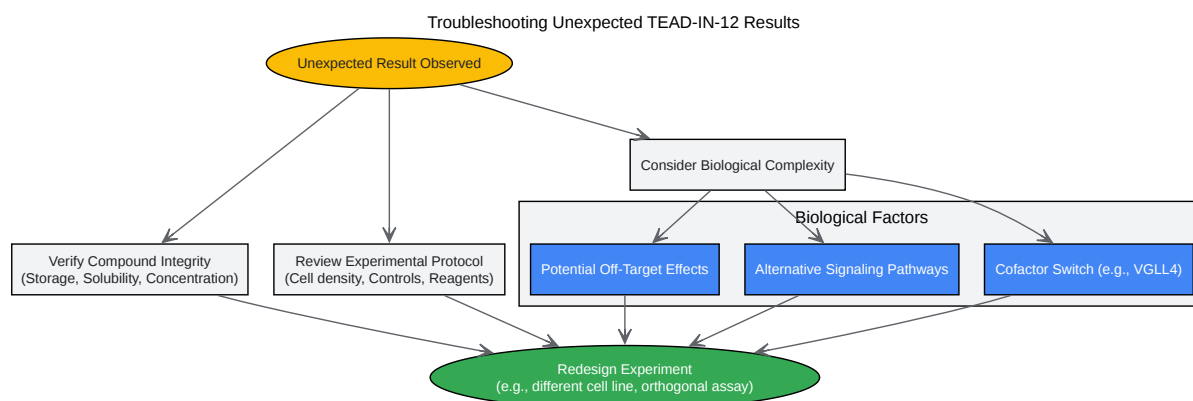 Troubleshooting Unexpected TEAD-IN-12 Results
Unexpected Result Observed
Consider Biological Complexity
Biological Factors
Verify Compound Integrity
(Storage, Solubility, Concentration)
Review Experimental Protocol
(Cell density, Controls, Reagents)
Potential Off-Target Effects
Alternative Signaling Pathways
Cofactor Switch (e.g., VGLL4)
Redesign Experiment
(e.g., different cell line, orthogonal assay)